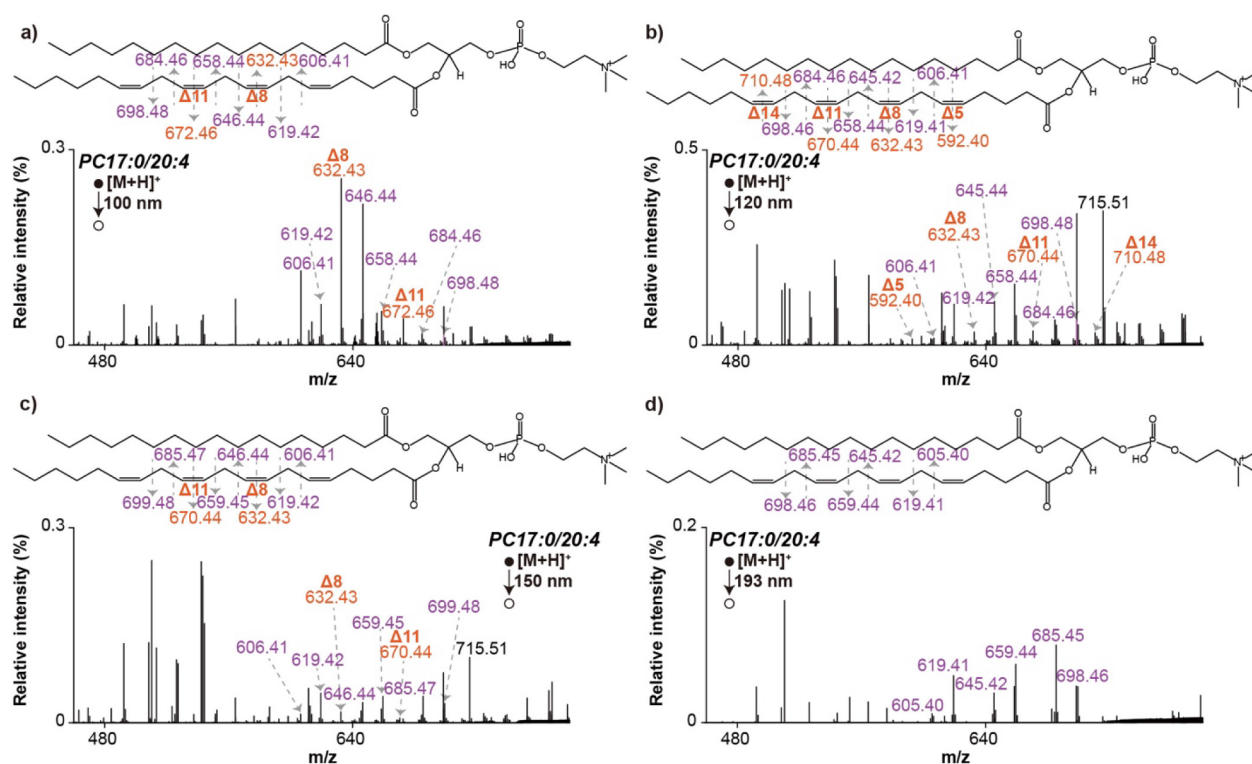 a)
O
O
O
P
O
HO
O
N+
O
H
O
684.46 658.44 632.43 606.41
Δ11 Δ8
698.48 646.44 619.42
672.46
0.3
PC17:0/20:4
[M+H]+
100 nm
Relative intensity (%)
Δ8
632.43
646.44
619.42
606.41
658.44
684.46
Δ11
672.46
698.48
0
480 640
m/z
b)
O
O
O
P
O
HO
O
N+
O
H
O
710.48 684.46 645.42 606.41
Δ14 Δ11 Δ8 Δ5
698.46 658.44 619.41
670.44 632.43 592.40
0.5
PC17:0/20:4
[M+H]+
120 nm
Relative intensity (%)
645.44
715.51
Δ8
632.43
698.48
Δ11
670.44
Δ14
710.48
606.41
658.44
Δ5
592.40
619.42
684.46
0
480 640
m/z
c)
O
O
O
P
O
HO
O
N+
O
H
O
685.47 646.44 606.41
Δ11 Δ8
699.48 659.45 619.42
670.44 632.43
0.3
PC17:0/20:4
[M+H]+
150 nm
Relative intensity (%)
Δ8
632.43
659.45
699.48
Δ11
670.44
606.41
619.42
715.51
646.44
685.47
0
480 640
m/z
d)
O
O
O
P
O
HO
O
N+
O
H
O
685.45 645.42 605.40
698.46 659.44 619.41
0.2
PC17:0/20:4
[M+H]+
193 nm
Relative intensity (%)
685.45
659.44
619.41
645.42
698.46
605.40
0
480 640
m/z